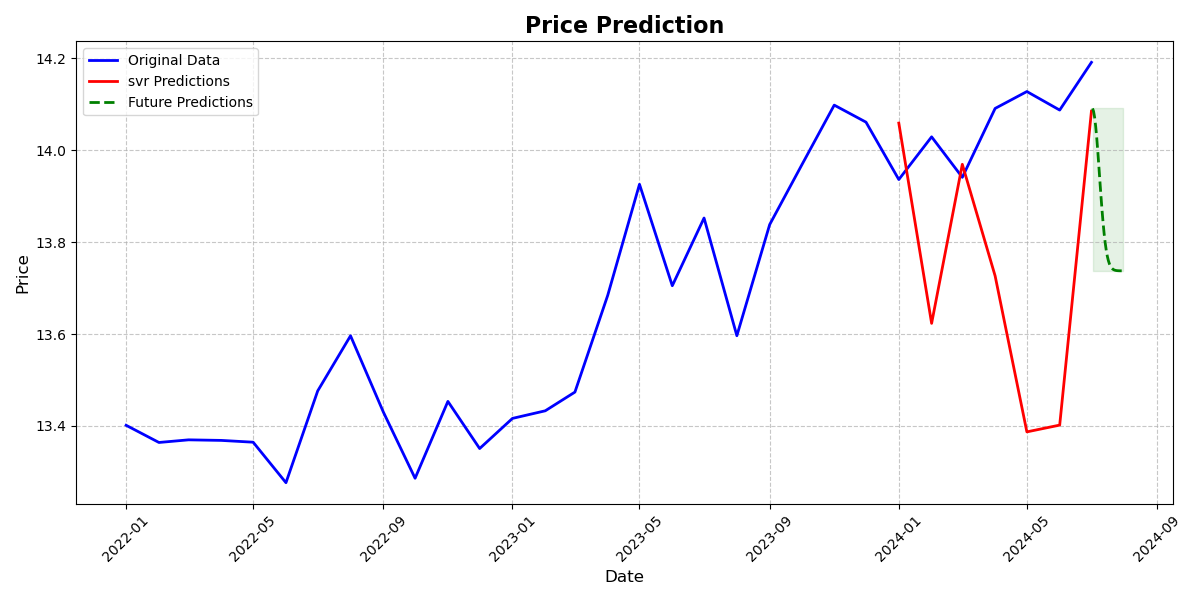 Price Prediction
Original Data
svr Predictions
Future Predictions
Price
14.2
14.0
13.8
13.6
13.4
2022-01
2022-05
2022-09
2023-01
2023-05
2023-09
2024-01
2024-05
2024-09
Date